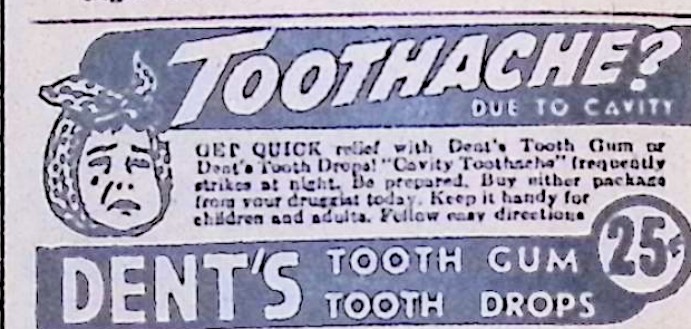 TOOTHACHE?
DUE TO CAVITY
GET QUICK relief with Dent's Tooth Gum or
Dent's Tooth Drops! "Cavity Toothache" frequently
strikes at night. Be prepared. Buy either package
from your druggist today. Keep it handy for
children and adults. Follow easy directions
25¢
DENT'S TOOTH GUM
TOOTH DROPS